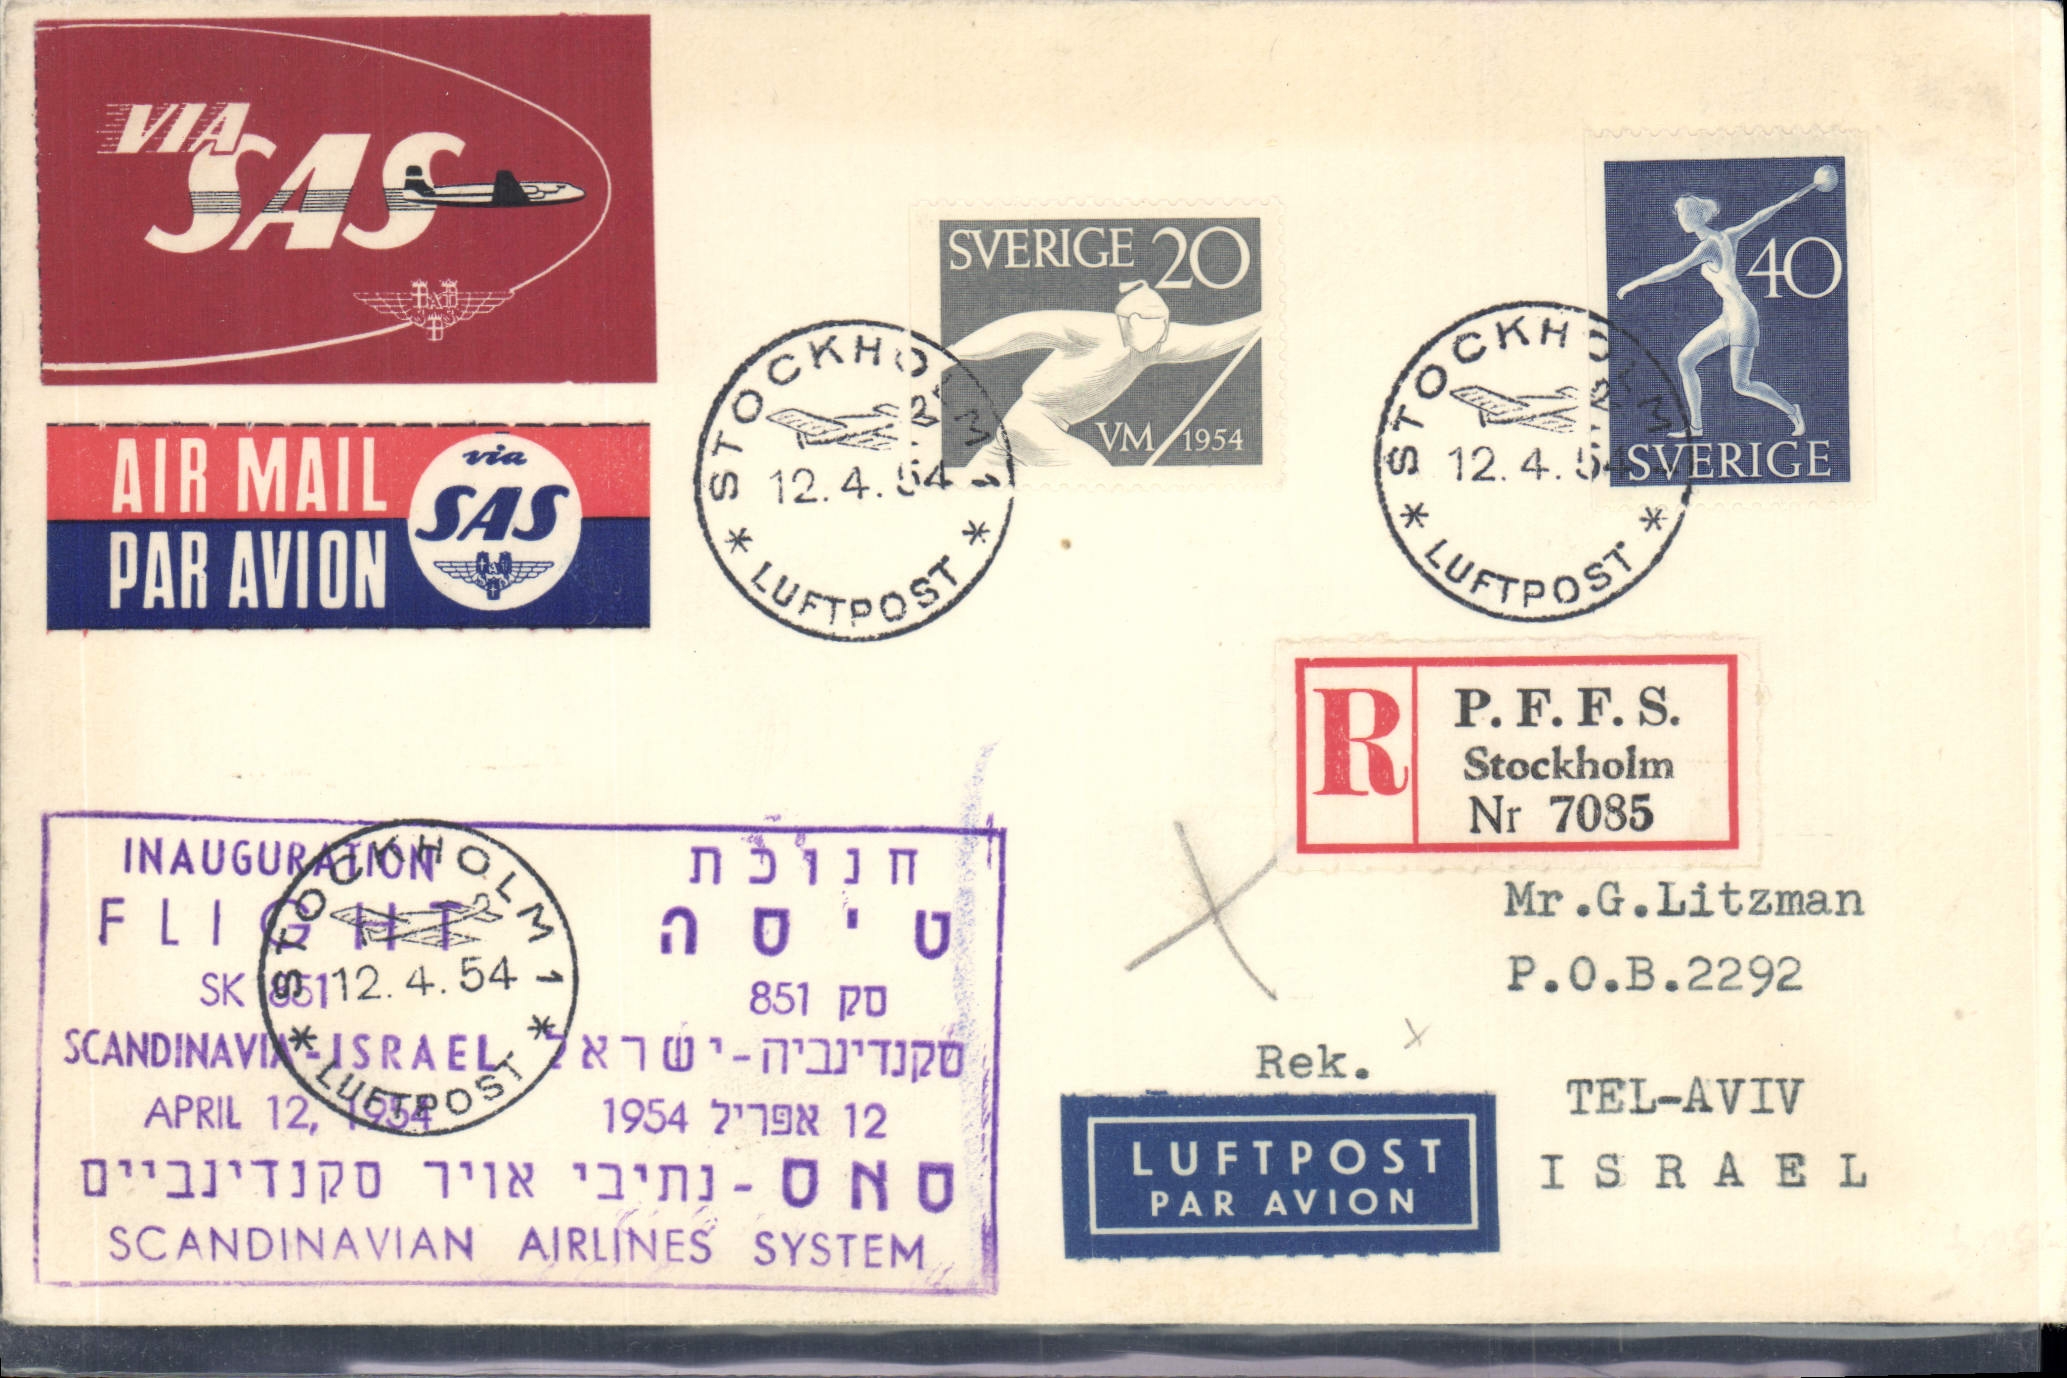 VIA
SAS
AIR MAIL
PAR AVION
via
SAS
SVERIGE 20
VM 1954
40
SVERIGE
STOCKHOLM 1
12.4.54
* LUFTPOST *
STOCKHOLM 1
12.4.54
* LUFTPOST *
R
P.F.F.S.
Stockholm
Nr 7085
Mr.G.Litzman
P.O.B.2292
Rek.
TEL-AVIV
ISRAEL
LUFTPOST
PAR AVION
INAUGURATION חנוכת
FLIGHT טיסה
SK 851 סק 851
SCANDINAVIA-ISRAEL סקנדינביה-ישראל
APRIL 12, 1954 12 אפריל 1954
סאס-נתיבי אויר סקנדינביים
SCANDINAVIAN AIRLINES SYSTEM
STOCKHOLM 1
12.4.54
* LUFTPOST *